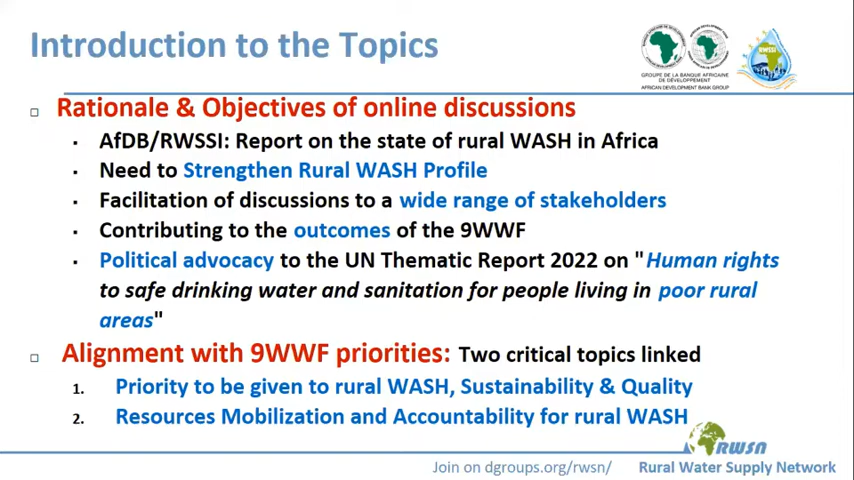 Introduction to the Topics
GROUPE DE LA BANQUE AFRICAINE
DE DÉVELOPPEMENT
AFRICAN DEVELOPMENT BANK GROUP
RWSSI
Rationale & Objectives of online discussions
AfDB/RWSSI: Report on the state of rural WASH in Africa
Need to Strengthen Rural WASH Profile
Facilitation of discussions to a wide range of stakeholders
Contributing to the outcomes of the 9WWF
Political advocacy to the UN Thematic Report 2022 on "Human rights
to safe drinking water and sanitation for people living in poor rural
areas"
Alignment with 9WWF priorities: Two critical topics linked
1. Priority to be given to rural WASH, Sustainability & Quality
2. Resources Mobilization and Accountability for rural WASH
RWSN
Join on dgroups.org/rwsn/ Rural Water Supply Network